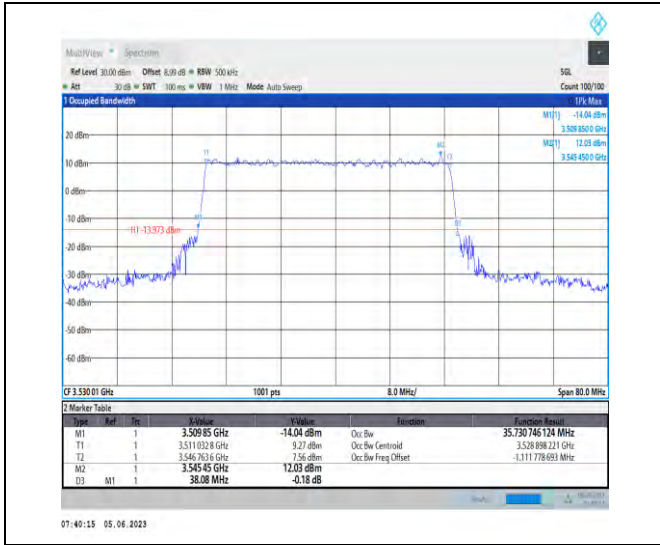 MultiView Spectrum
Ref Level 30.00 dBm Offset 8.99 dB RBW 500 kHz SGL
Att 30 dB SWT 100 ms VBW 1 MHz Mode Auto Sweep Count 100/100
1 Occupied Bandwidth 1Pk Max
M1[1] -14.04 dBm
3.509 850 0 GHz
M2[1] 12.03 dBm
3.545 450 0 GHz
20 dBm
10 dBm
0 dBm
-10 dBm
H1 -13.973 dBm
-20 dBm
-30 dBm
-40 dBm
-50 dBm
-60 dBm
T1
M2
T2
M1
D3
CF 3.530 01 GHz 1001 pts 8.0 MHz/ Span 80.0 MHz
2 Marker Table
Type Ref Trc X-Value Y-Value Function Function Result
M1 1 3.509 85 GHz -14.04 dBm Occ Bw 35.730 746 124 MHz
T1 1 3.511 032 8 GHz 9.27 dBm Occ Bw Centroid 3.528 898 221 GHz
T2 1 3.546 763 6 GHz 7.56 dBm Occ Bw Freq Offset -1.111 778 693 MHz
M2 1 3.545 45 GHz 12.03 dBm
D3 M1 1 38.08 MHz -0.18 dB
07:40:15 05.06.2023